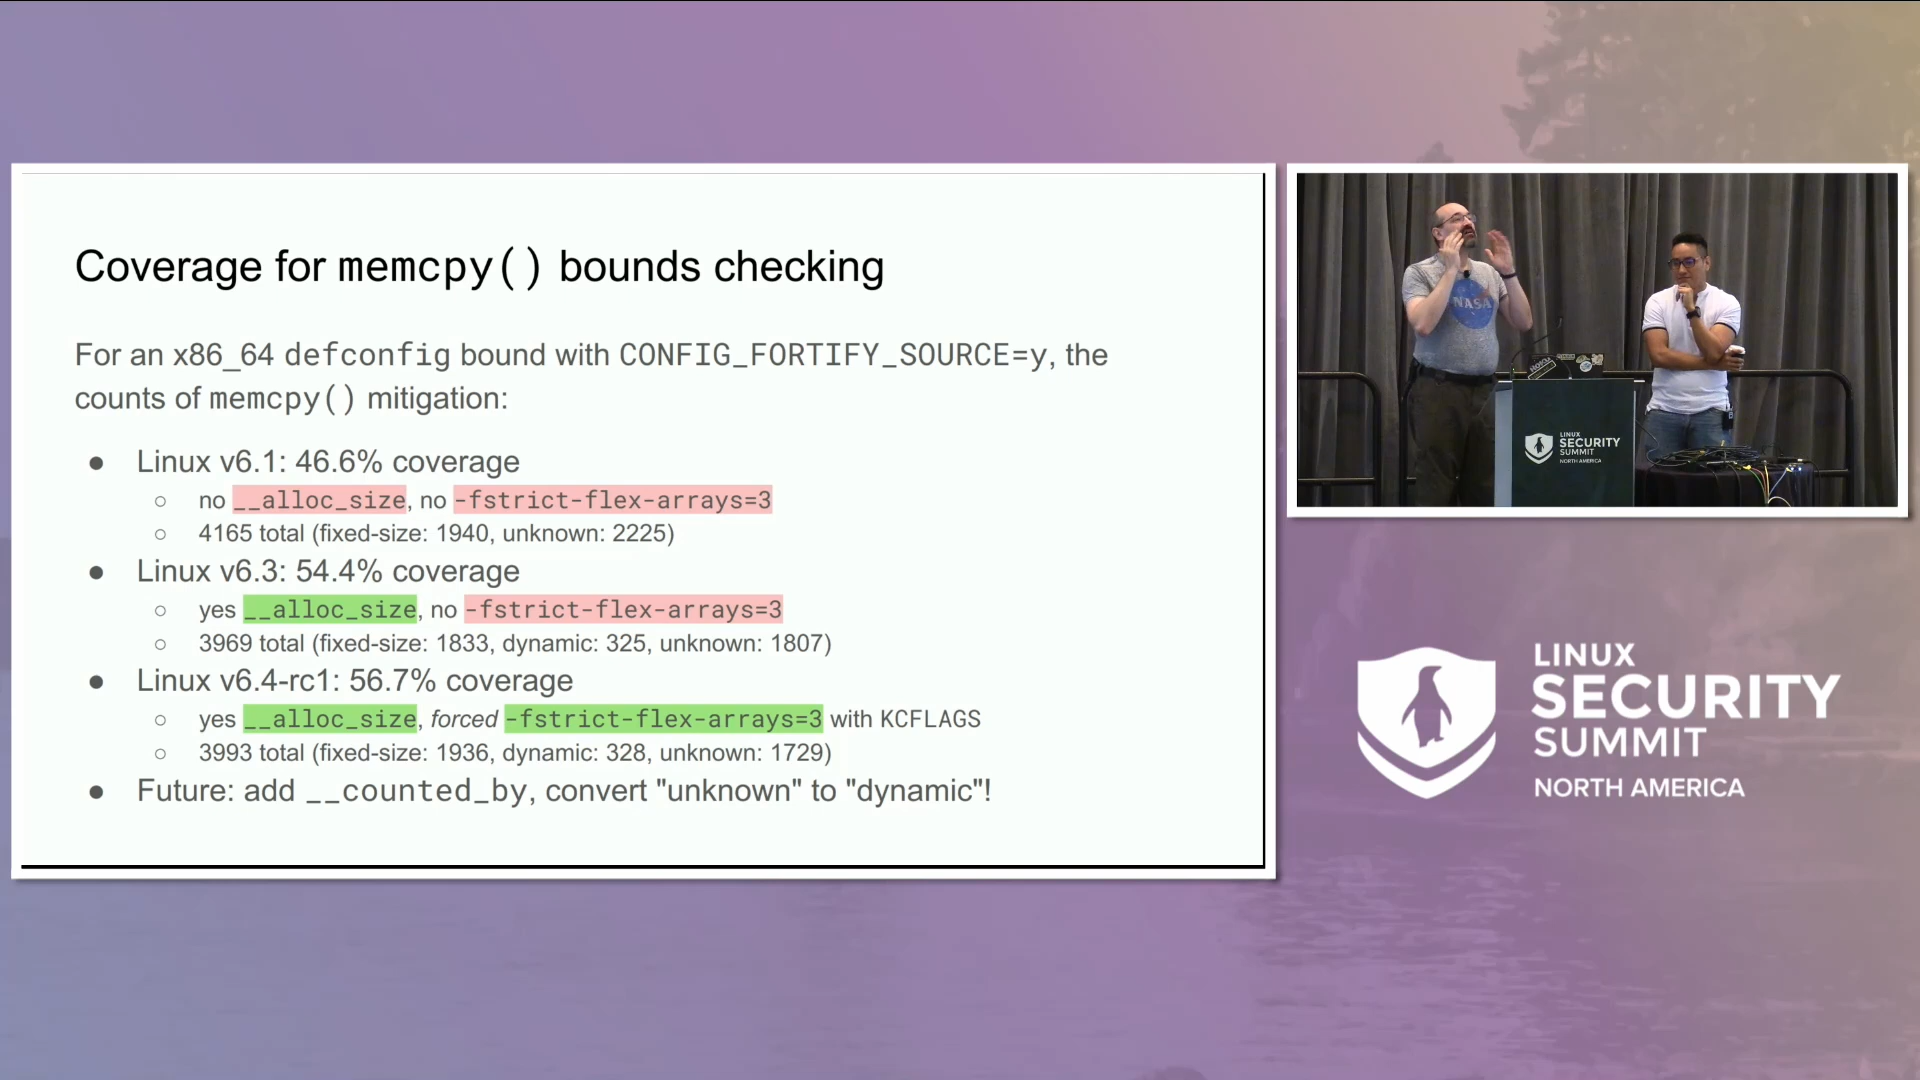 Coverage for memcpy() bounds checking
For an x86_64 defconfig bound with CONFIG_FORTIFY_SOURCE=y, the
counts of memcpy() mitigation:
● Linux v6.1: 46.6% coverage
○ no __alloc_size, no -fstrict-flex-arrays=3
○ 4165 total (fixed-size: 1940, unknown: 2225)
● Linux v6.3: 54.4% coverage
○ yes __alloc_size, no -fstrict-flex-arrays=3
○ 3969 total (fixed-size: 1833, dynamic: 325, unknown: 1807)
● Linux v6.4-rc1: 56.7% coverage
○ yes __alloc_size, forced -fstrict-flex-arrays=3 with KCFLAGS
○ 3993 total (fixed-size: 1936, dynamic: 328, unknown: 1729)
● Future: add __counted_by, convert "unknown" to "dynamic"!
NASA
LINUX
SECURITY
SUMMIT
NORTH AMERICA
LINUX
SECURITY
SUMMIT
NORTH AMERICA